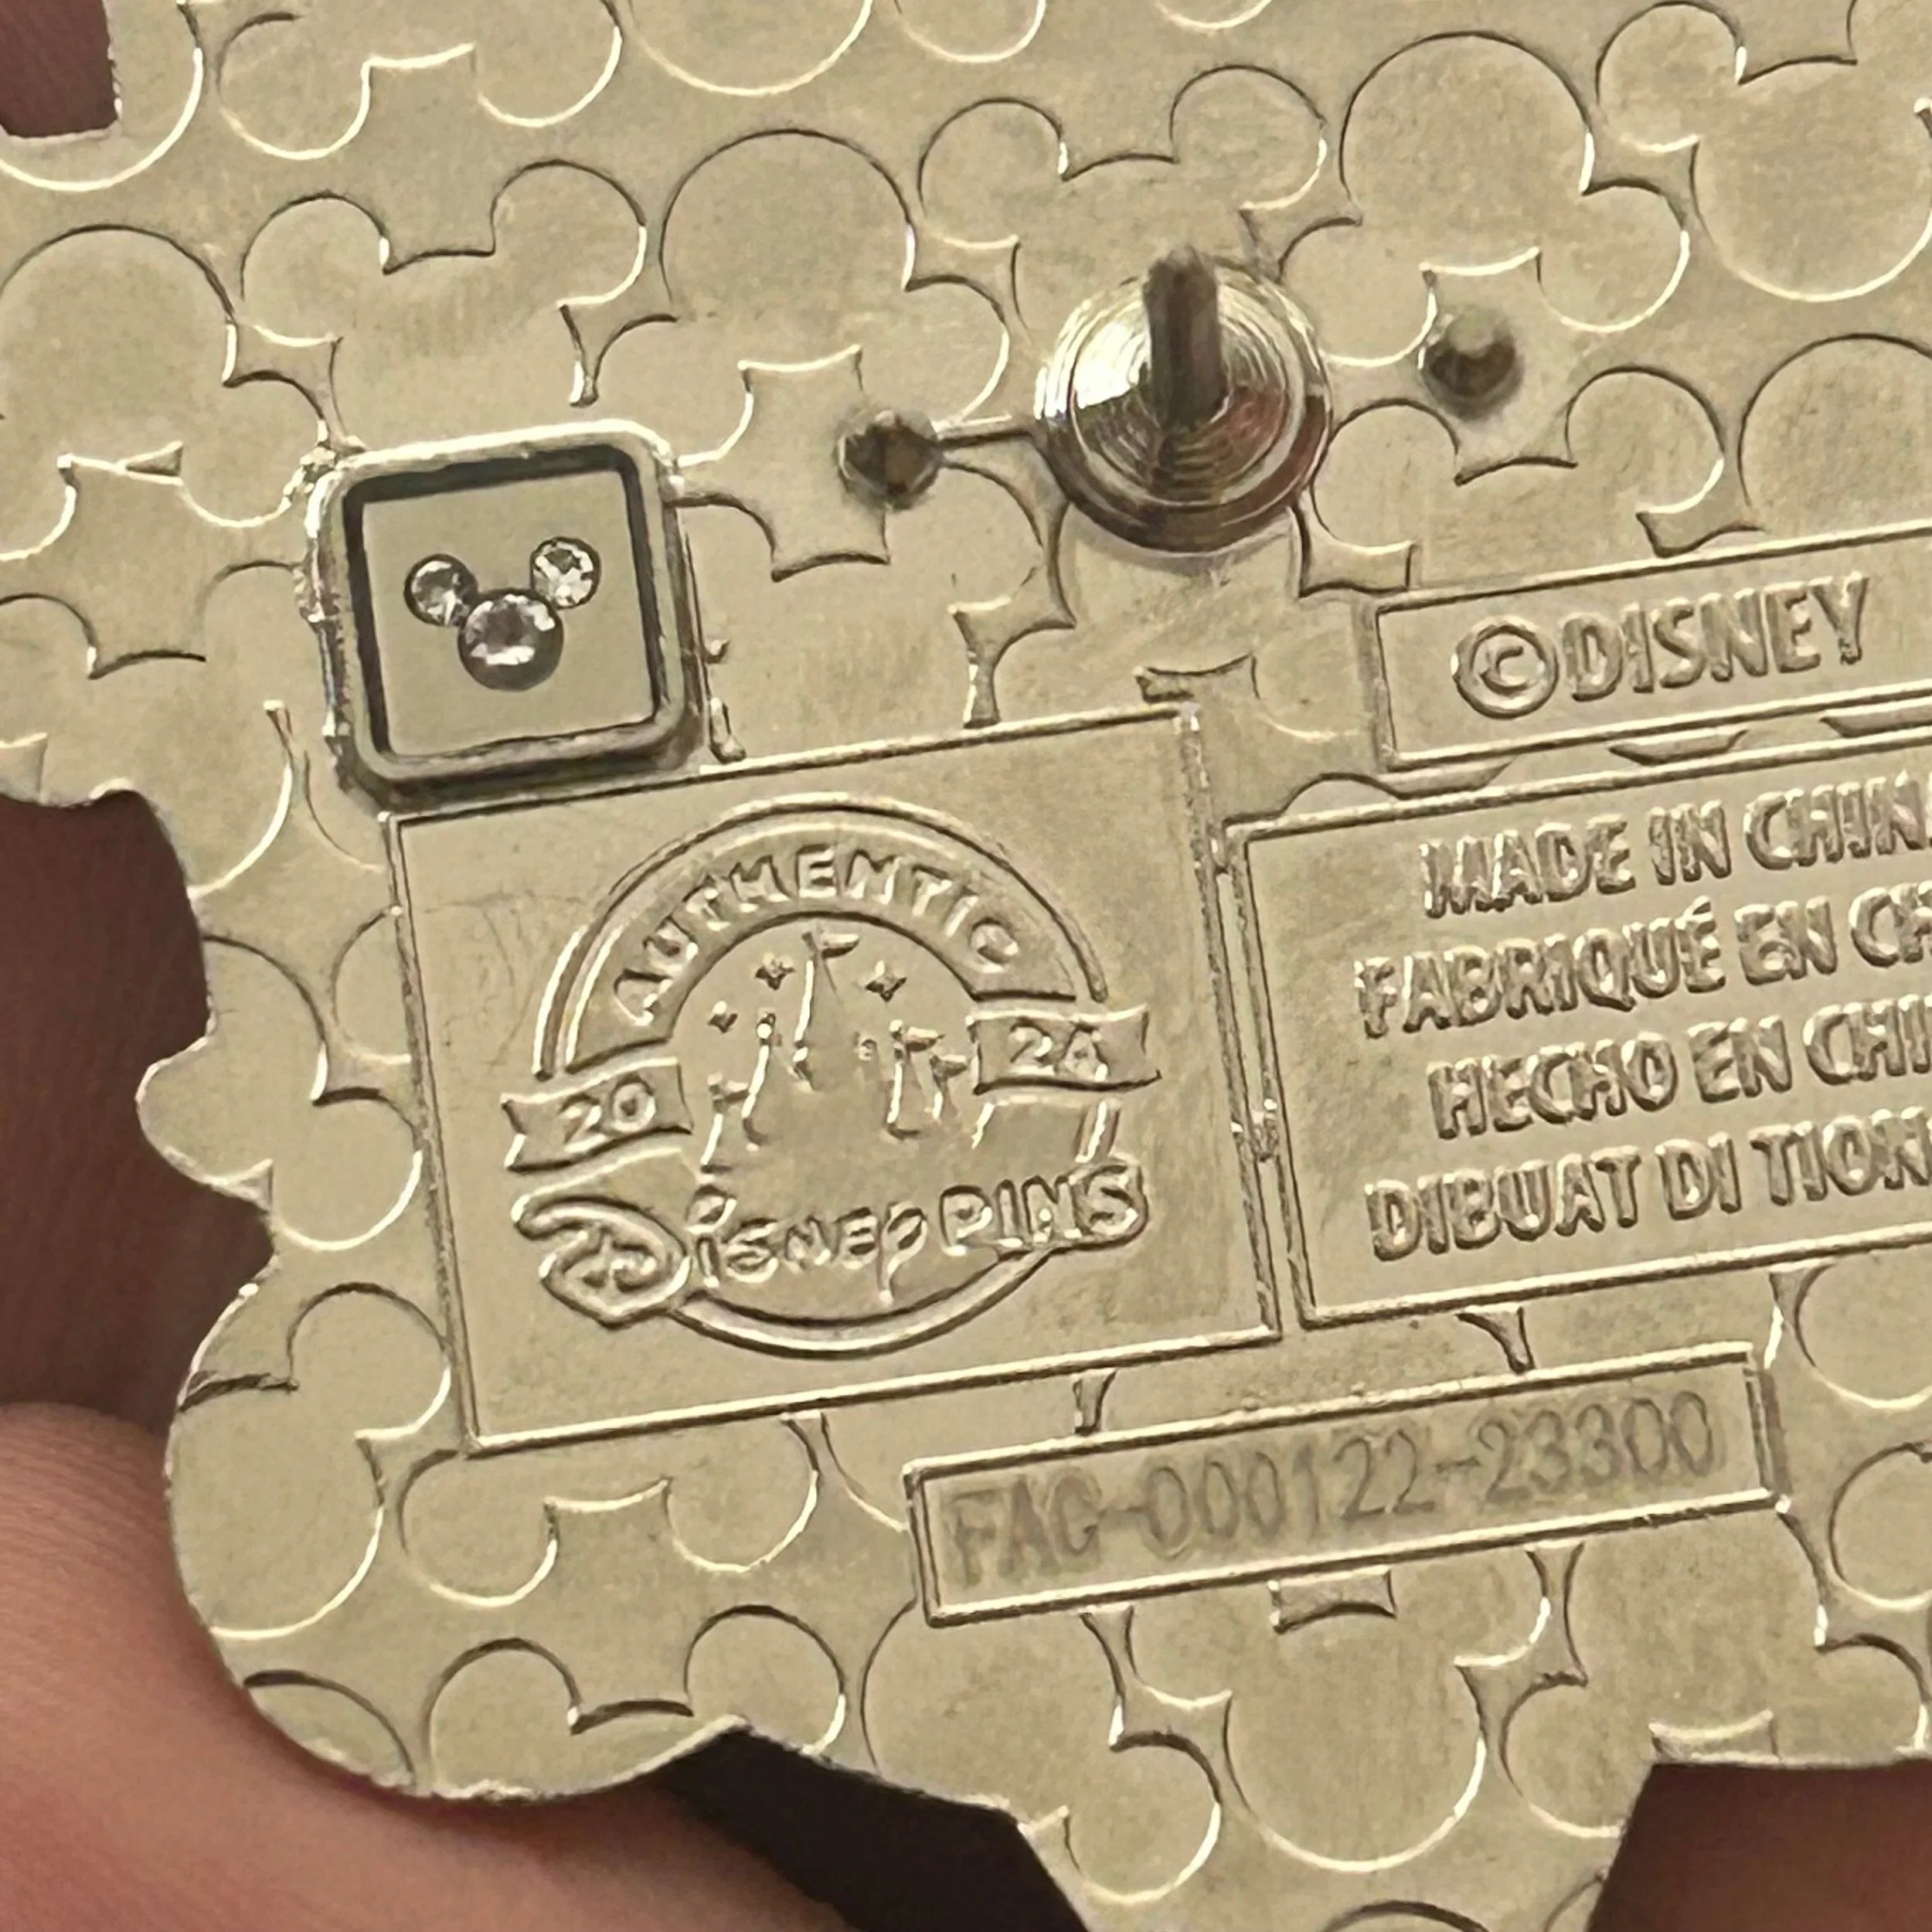 ©DISNEY
AUTHENTIC
20 24
Disney PINS
MADE IN CHIN
FABRIQUÉ EN CH
HECHO EN CHI
DIBUAT DI TION
FAC-000122-23300